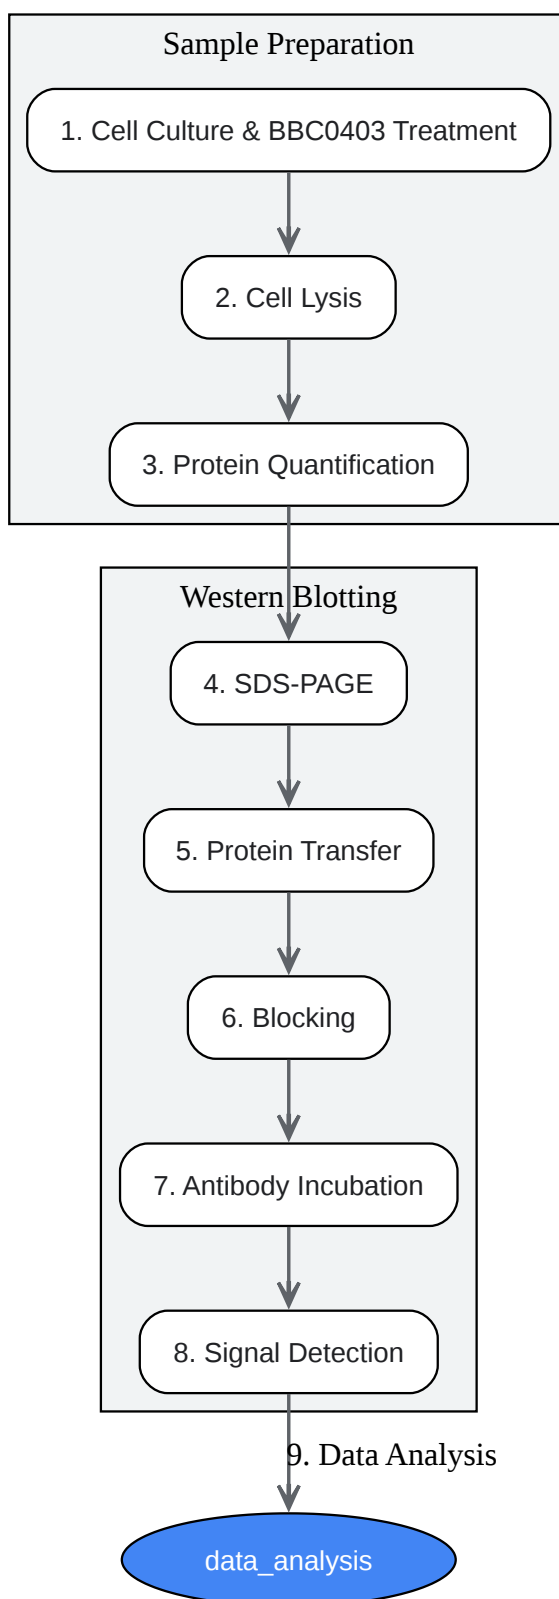 Sample Preparation
1. Cell Culture & BBC0403 Treatment
2. Cell Lysis
3. Protein Quantification
Western Blotting
4. SDS-PAGE
5. Protein Transfer
6. Blocking
7. Antibody Incubation
8. Signal Detection
9. Data Analysis
data_analysis